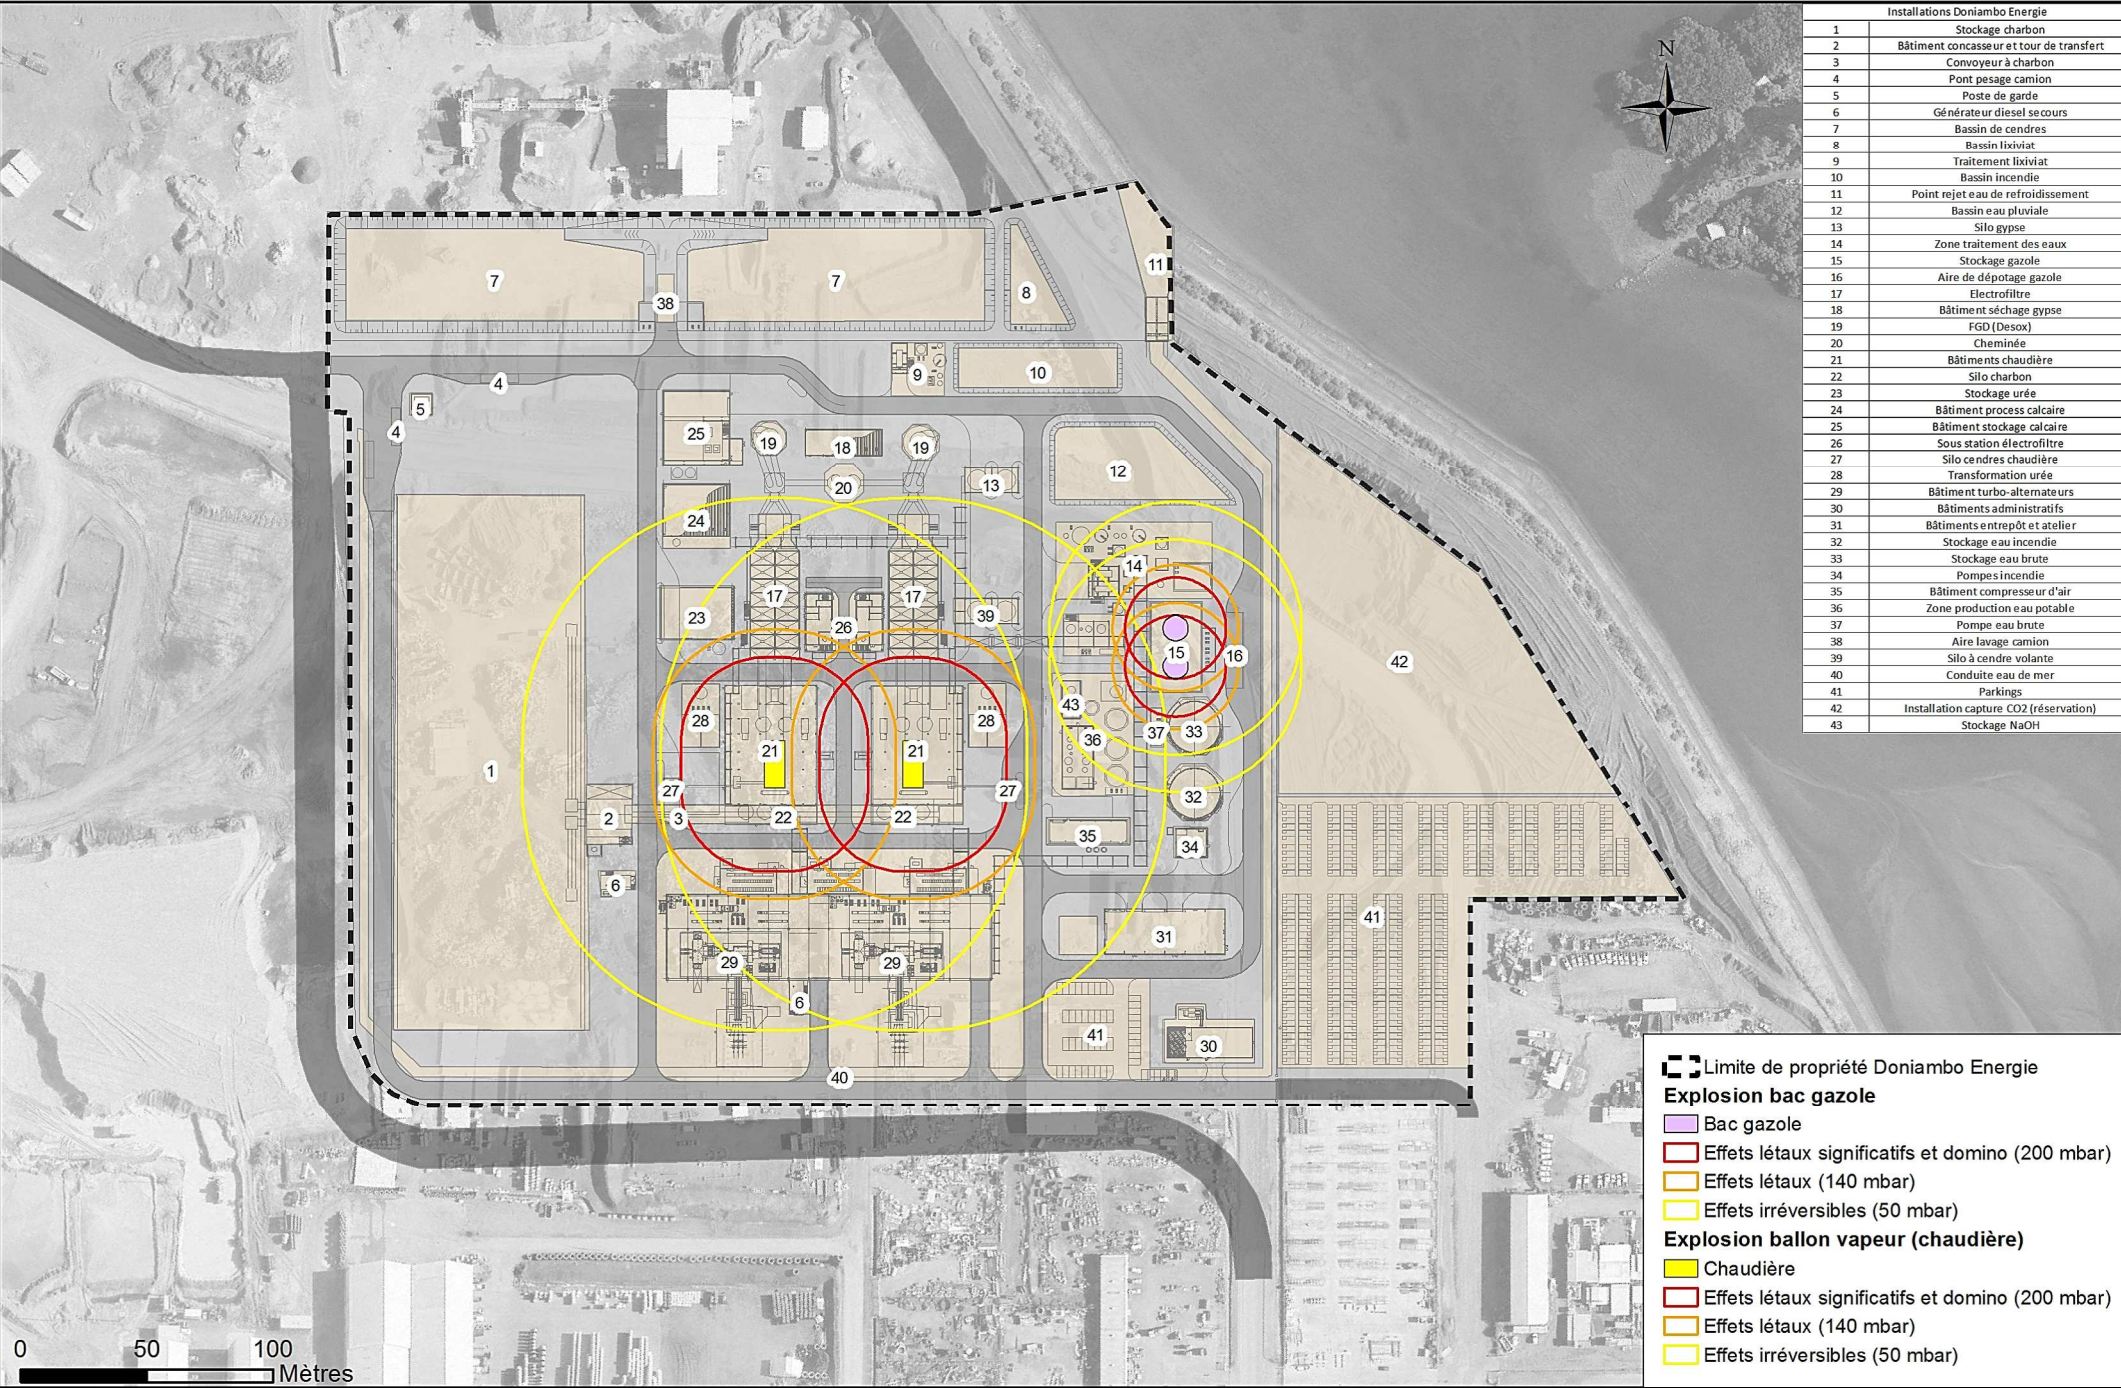 Installations Doniambo Energie
1 Stockage charbon
2 Bâtiment concasseur et tour de transfert
3 Convoyeur à charbon
4 Pont pesage camion
5 Poste de garde
6 Générateur diesel secours
7 Bassin de cendres
8 Bassin lixiviat
9 Traitement lixiviat
10 Bassin incendie
11 Point rejet eau de refroidissement
12 Bassin eau pluviale
13 Silo gypse
14 Zone traitement des eaux
15 Stockage gazole
16 Aire de dépotage gazole
17 Electrofiltre
18 Bâtiment séchage gypse
19 FGD (Desox)
20 Cheminée
21 Bâtiments chaudière
22 Silo charbon
23 Stockage urée
24 Bâtiment process calcaire
25 Bâtiment stockage calcaire
26 Sous station électrofiltre
27 Silo cendres chaudière
28 Transformation urée
29 Bâtiment turbo-alternateurs
30 Bâtiments administratifs
31 Bâtiments entrepôt et atelier
32 Stockage eau incendie
33 Stockage eau brute
34 Pompes incendie
35 Bâtiment compresseur d'air
36 Zone production eau potable
37 Pompe eau brute
38 Aire lavage camion
39 Silo à cendre volante
40 Conduite eau de mer
41 Parkings
42 Installation capture CO2 (réservation)
43 Stockage NaOH
N
11
7
7
8
38
9
10
4
5
4
25
19
18
19
12
20
13
24
14
17
17
23
39
26
15
16
42
43
28
28
37
33
36
21
21
1
27
27
32
2
3
22
22
35
34
6
41
31
29
29
6
41
30
40
Limite de propriété Doniambo Energie
Explosion bac gazole
Bac gazole
Effets létaux significatifs et domino (200 mbar)
Effets létaux (140 mbar)
Effets irréversibles (50 mbar)
Explosion ballon vapeur (chaudière)
Chaudière
Effets létaux significatifs et domino (200 mbar)
Effets létaux (140 mbar)
Effets irréversibles (50 mbar)
0 50 100
Mètres